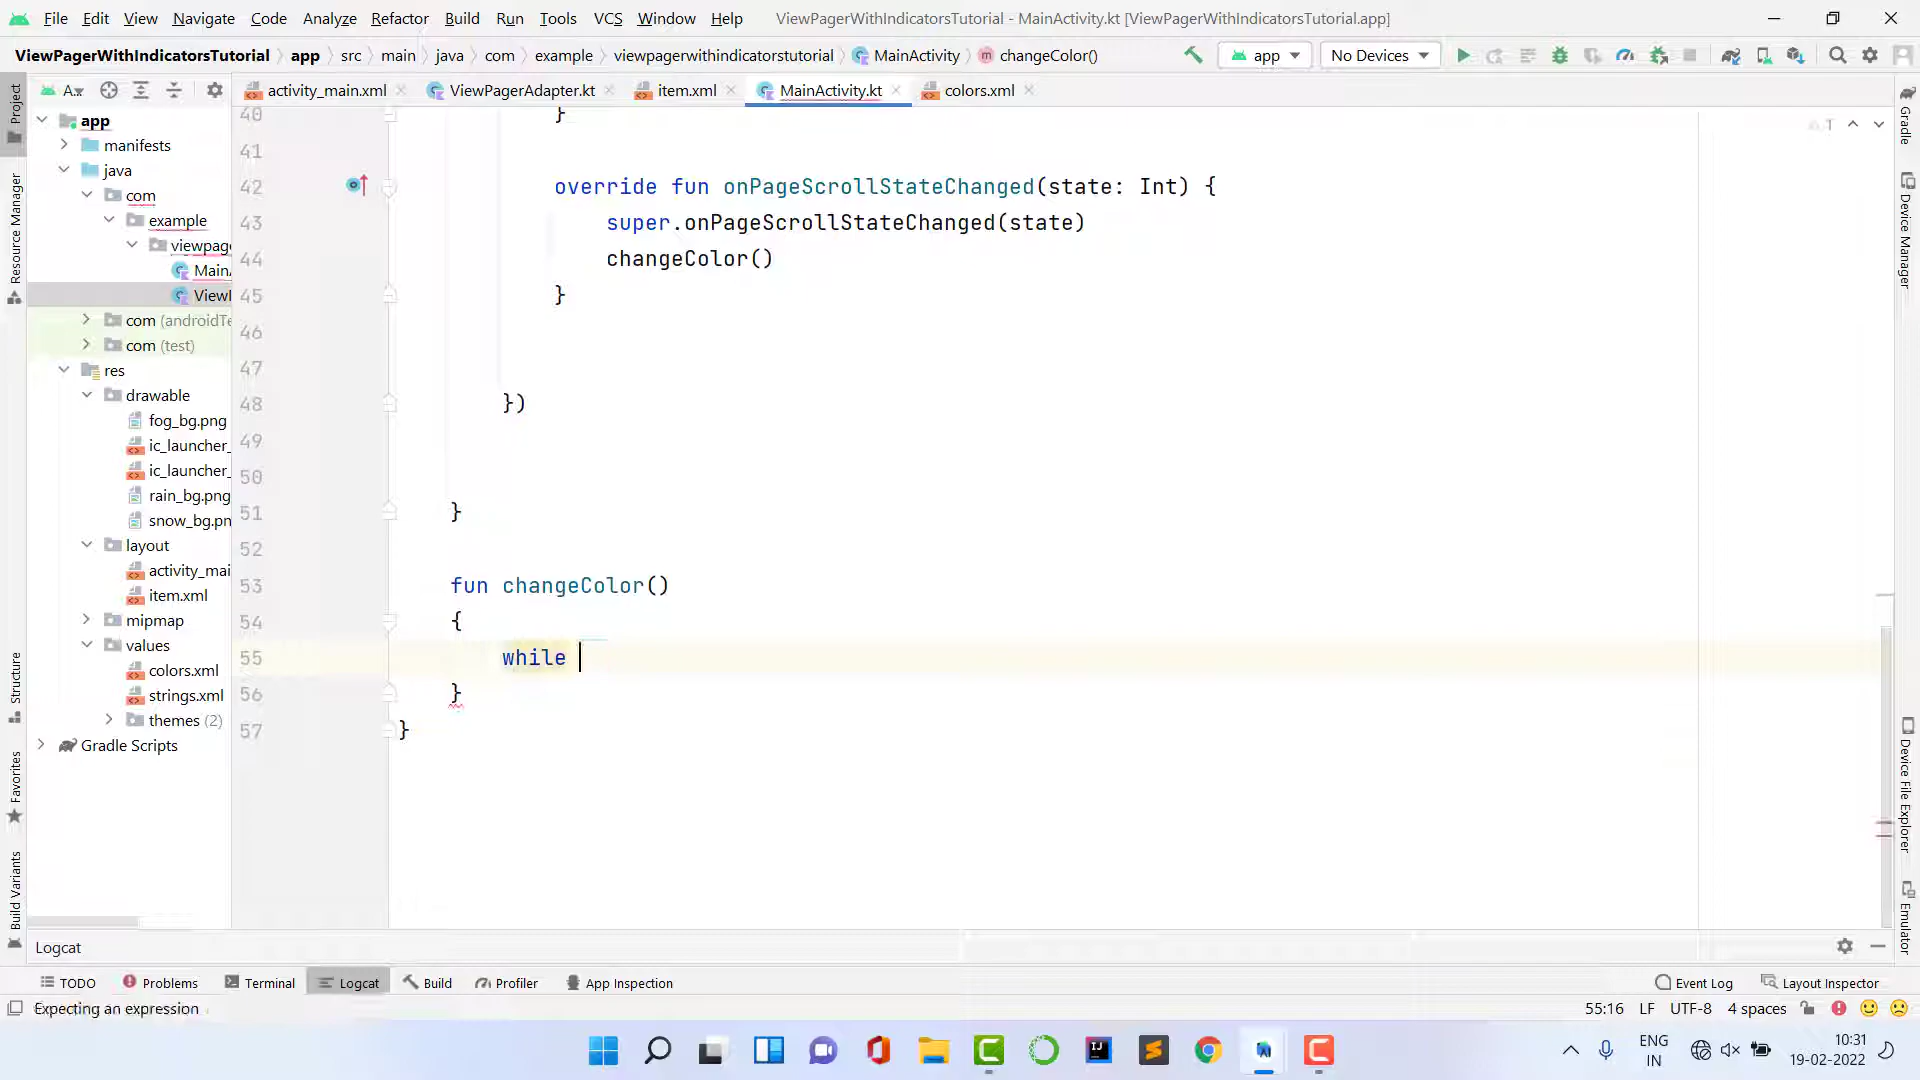 File Edit View Navigate Code Analyze Refactor Build Run Tools VCS Window Help ViewPagerWithIndicatorsTutorial - MainActivity.kt [ViewPagerWithIndicatorsTutorial.app]
ViewPagerWithIndicatorsTutorial app src main java com example viewpagerwithindicatorstutorial MainActivity changeColor() app No Devices
activity_main.xml ViewPagerAdapter.kt item.xml MainActivity.kt colors.xml
Project
Resource Manager
Structure
Favorites
Build Variants
app
manifests
java
com
example
viewpage
MainA
ViewP
com (androidTe
com (test)
res
drawable
fog_bg.png
ic_launcher_
ic_launcher_
rain_bg.png
snow_bg.pn
layout
activity_mai
item.xml
mipmap
values
colors.xml
strings.xml
themes (2)
Gradle Scripts
40 }
41
42 override fun onPageScrollStateChanged(state: Int) {
43 super.onPageScrollStateChanged(state)
44 changeColor()
45 }
46
47
48 })
49
50
51 }
52
53 fun changeColor()
54 {
55 while
56 }
57 }
Gradle
Device Manager
Device File Explorer
Emulator
Logcat
TODO Problems Terminal Logcat Build Profiler App Inspection Event Log Layout Inspector
Expecting an expression 55:16 LF UTF-8 4 spaces
ENG
IN
10:31
19-02-2022